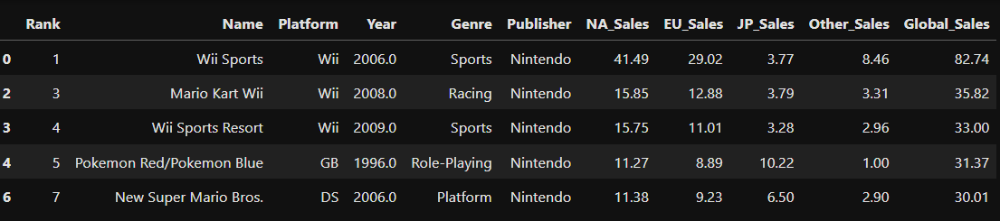 Rank Name Platform Year Genre Publisher NA_Sales EU_Sales JP_Sales Other_Sales Global_Sales
0 1 Wii Sports Wii 2006.0 Sports Nintendo 41.49 29.02 3.77 8.46 82.74
2 3 Mario Kart Wii Wii 2008.0 Racing Nintendo 15.85 12.88 3.79 3.31 35.82
3 4 Wii Sports Resort Wii 2009.0 Sports Nintendo 15.75 11.01 3.28 2.96 33.00
4 5 Pokemon Red/Pokemon Blue GB 1996.0 Role-Playing Nintendo 11.27 8.89 10.22 1.00 31.37
6 7 New Super Mario Bros. DS 2006.0 Platform Nintendo 11.38 9.23 6.50 2.90 30.01